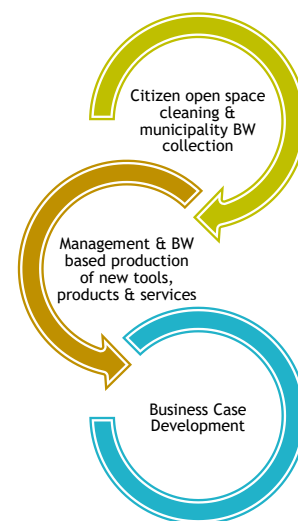 Citizen open space
cleaning &
municipality BW
collection
Management & BW
based production
of new tools,
products & services
Business Case
Development